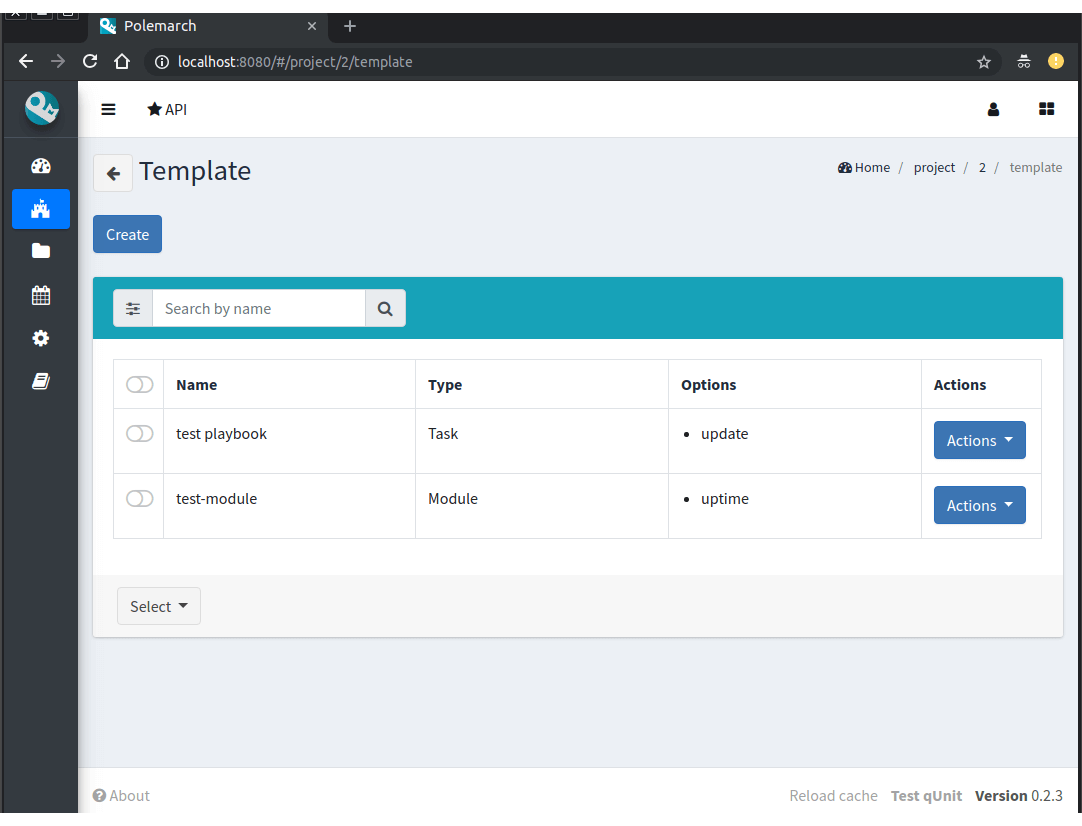 Polemarch
localhost:8080/#/project/2/template
API
Template
Home / project / 2 / template
Create
Search by name
Name Type Options Actions
test playbook Task • update Actions
test-module Module • uptime Actions
Select
About
Reload cache Test qUnit Version 0.2.3